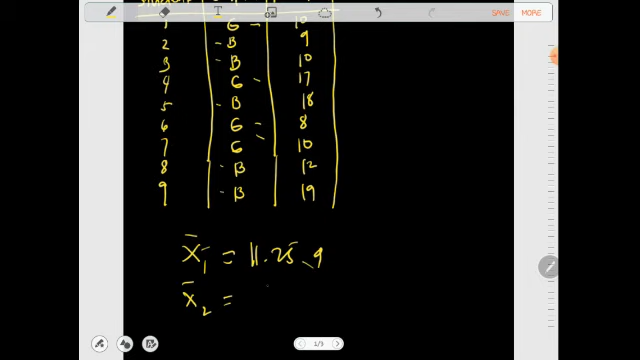 SAVE MORE
1 G 10
2 B 9
3 B 10
4 G 17
5 B 18
6 G 8
7 G 10
8 B 12
9 B 19
X̄₁ = 11.25 , 9
X̄₂ =
1/3